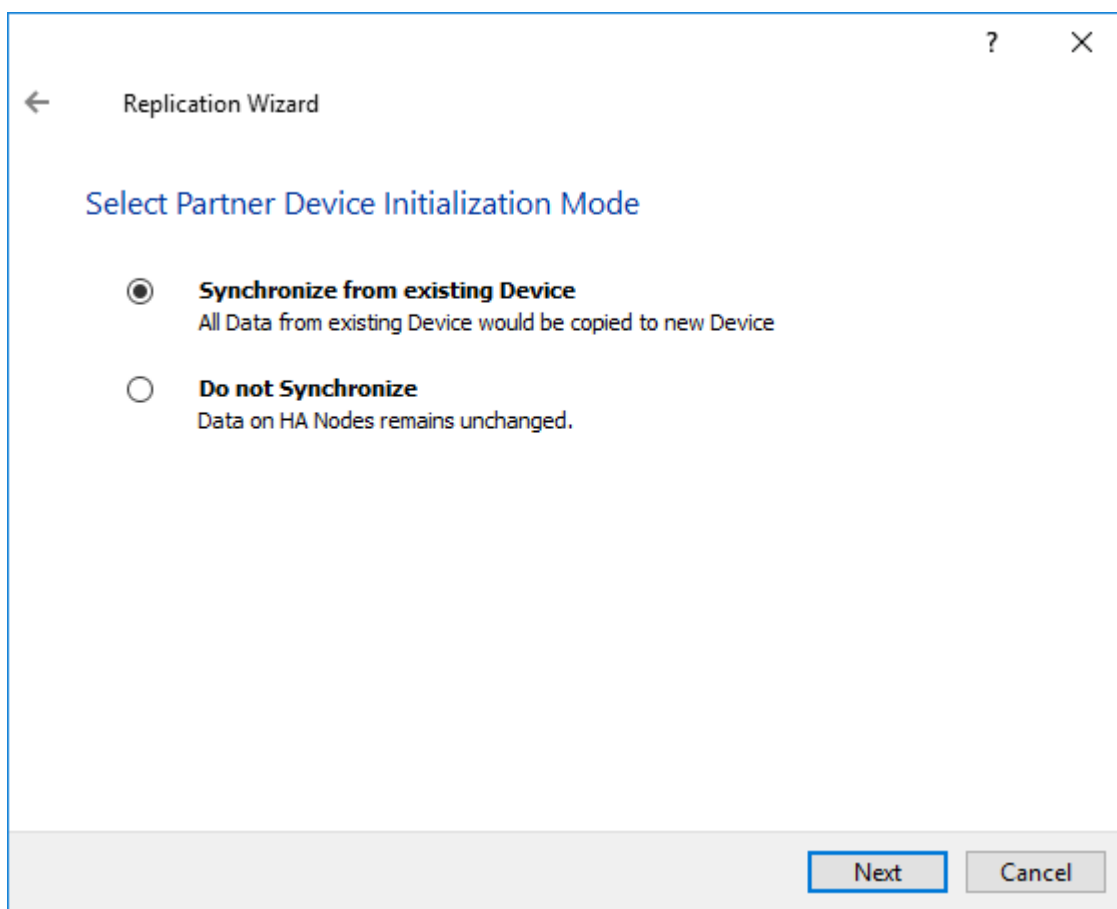 ?
Replication Wizard
Select Partner Device Initialization Mode
Synchronize from existing Device
All Data from existing Device would be copied to new Device
Do not Synchronize
Data on HA Nodes remains unchanged.
Next Cancel